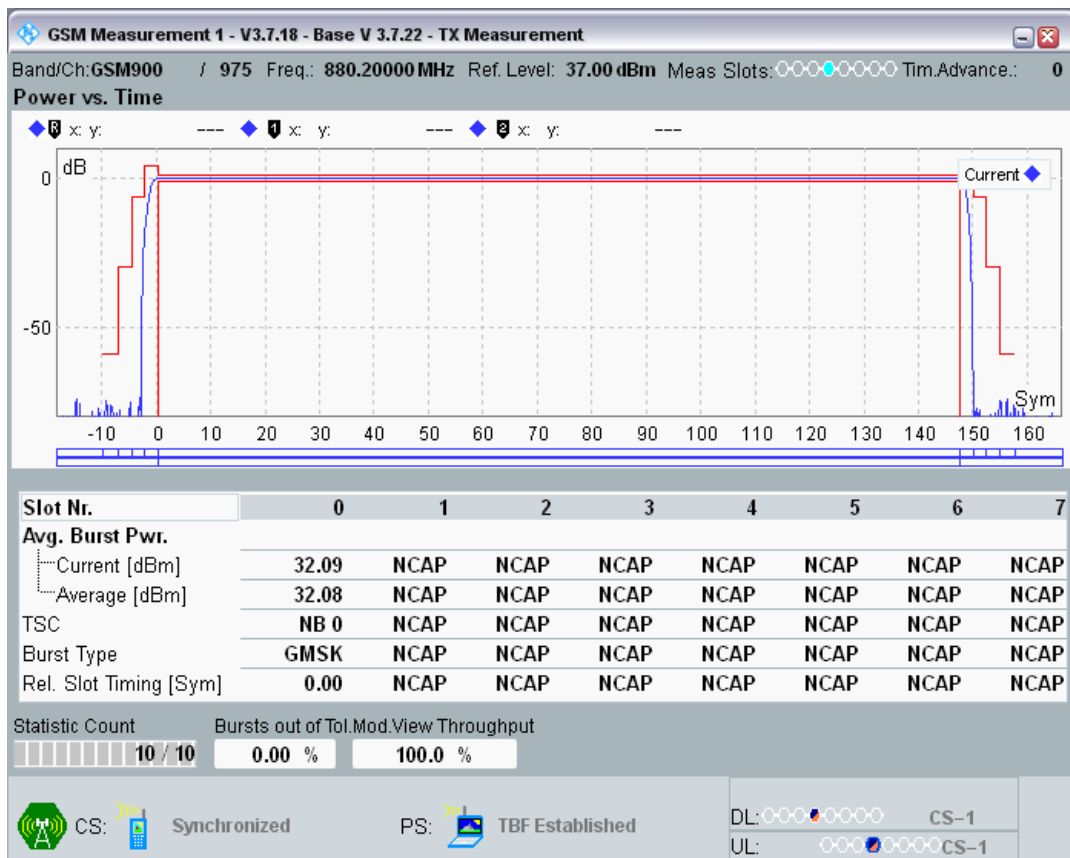 GSM Measurement 1 - V3.7.18 - Base V 3.7.22 - TX Measurement
Band/Ch:GSM900 / 975 Freq.: 880.20000 MHz Ref. Level: 37.00 dBm Meas Slots: Tim.Advance.: 0
Power vs. Time
R x: y: --- 1 x: y: --- 2 x: y: ---
dB
Current
0
-50
Sym
-10 0 10 20 30 40 50 60 70 80 90 100 110 120 130 140 150 160
Slot Nr. 0 1 2 3 4 5 6 7
Avg. Burst Pwr.
Current [dBm] 32.09 NCAP NCAP NCAP NCAP NCAP NCAP NCAP
Average [dBm] 32.08 NCAP NCAP NCAP NCAP NCAP NCAP NCAP
TSC NB 0 NCAP NCAP NCAP NCAP NCAP NCAP NCAP
Burst Type GMSK NCAP NCAP NCAP NCAP NCAP NCAP NCAP
Rel. Slot Timing [Sym] 0.00 NCAP NCAP NCAP NCAP NCAP NCAP NCAP
Statistic Count Bursts out of Tol. Mod.View Throughput
10 / 10 0.00 % 100.0 %
CS: Synchronized PS: TBF Established
DL: CS-1
UL: CS-1